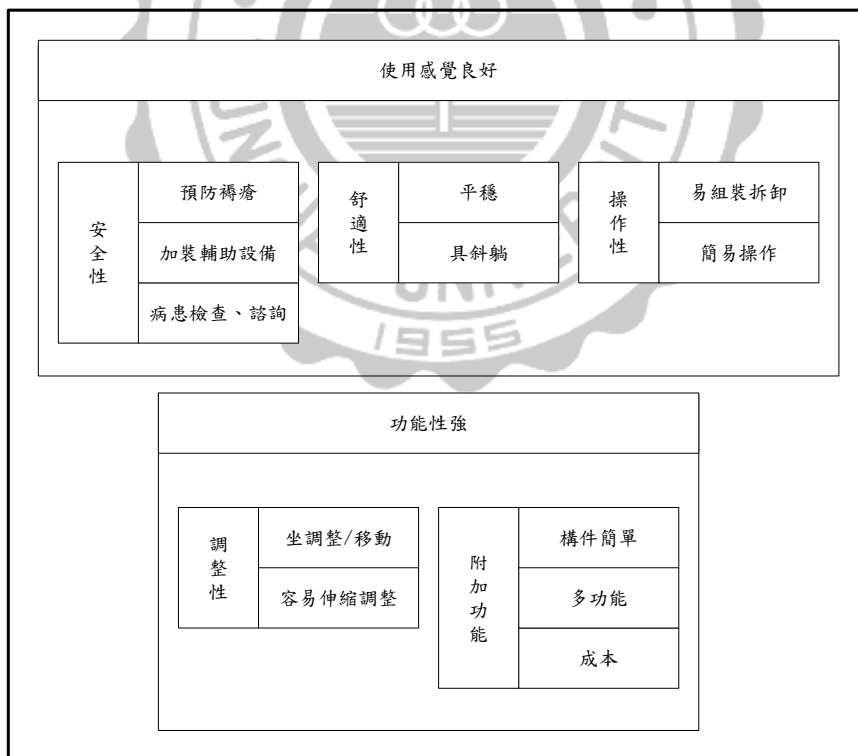 使用感覺良好
安全性
預防褥瘡
加裝輔助設備
病患檢查、諮詢
舒適性
平穩
具斜躺
操作性
易組裝拆卸
簡易操作
1955
功能性強
調整性
坐調整/移動
容易伸縮調整
附加功能
構件簡單
多功能
成本